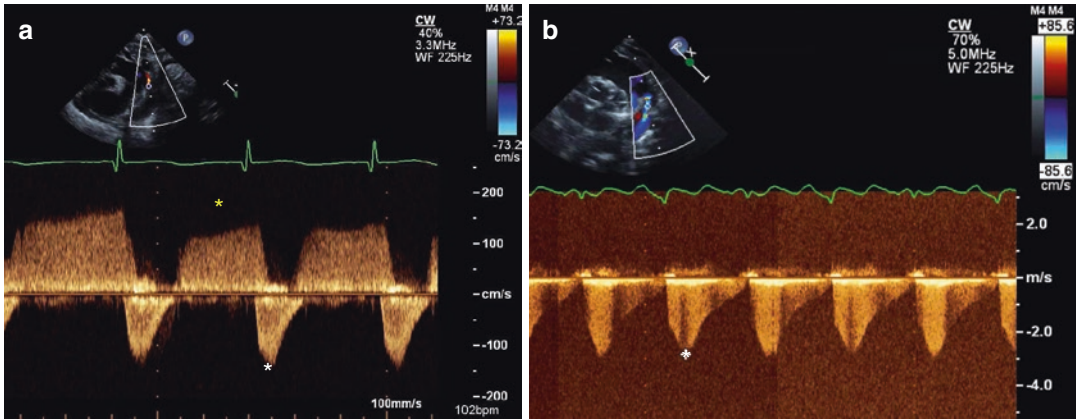 a
CW
40%
3.3MHz
WF 225Hz
P
M4 M4
+73.2
-73.2
cm/s
*
200
100
cm/s
-100
-200
*
100mm/s
102bpm
b
P
X
CW
70%
5.0MHz
WF 225Hz
M4 M4
+85.6
-85.6
cm/s
2.0
m/s
-2.0
-4.0
*